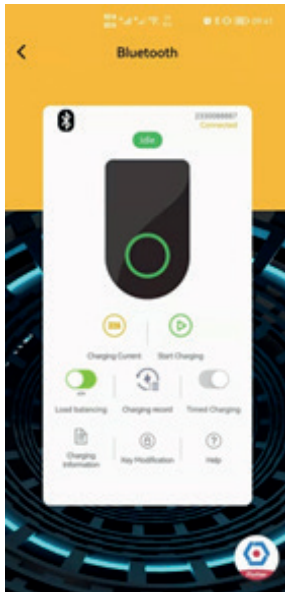 Bluetooth
Connected
Idle
Charging Current
Start Charging
Load balancing
Charging record
Timed Charging
Charging
Information
Key Modification
Help